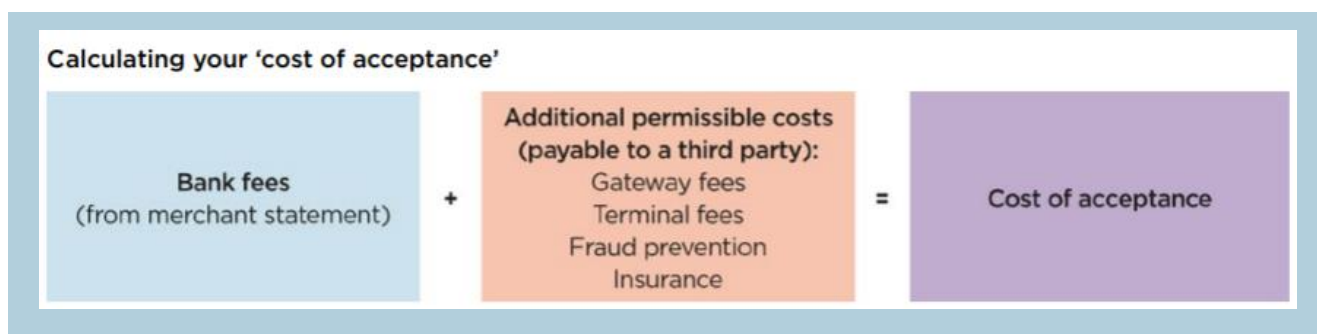 Calculating your ‘cost of acceptance’
Bank fees
(from merchant statement)
+
Additional permissible costs
(payable to a third party):
Gateway fees
Terminal fees
Fraud prevention
Insurance
=
Cost of acceptance